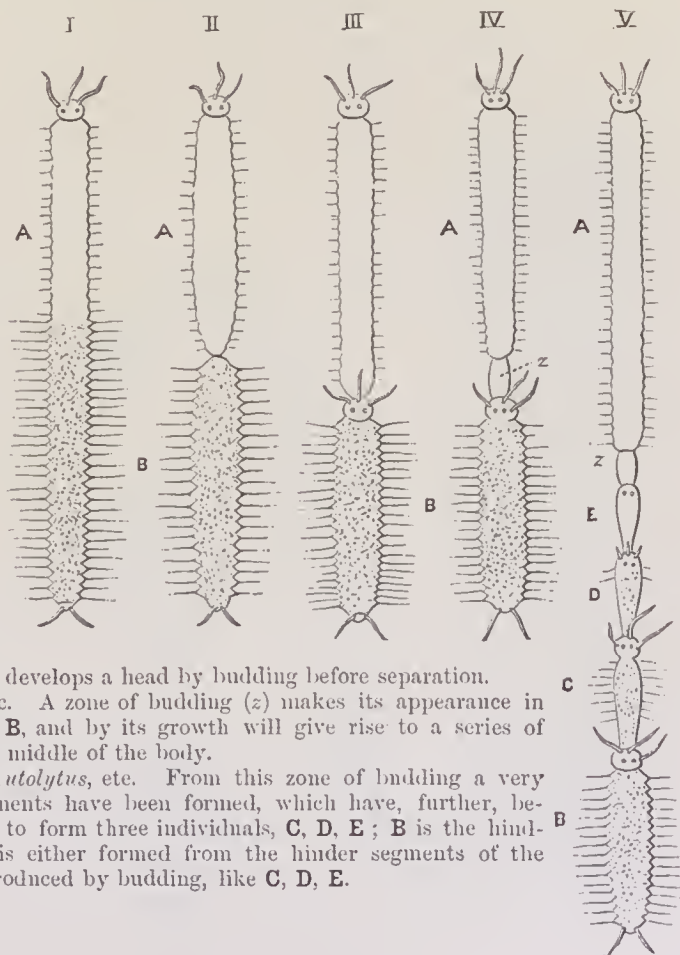 I II III IV V
A A A A
z
B B
z
E
D
C
B
develops a head by budding before separation.
c. A zone of budding (z) makes its appearance in
B, and by its growth will give rise to a series of
middle of the body.
utolytus, etc. From this zone of budding a very
ments have been formed, which have, further, be-
to form three individuals, C, D, E; B is the hind-
is either formed from the hinder segments of the
roduced by budding, like C, D, E.